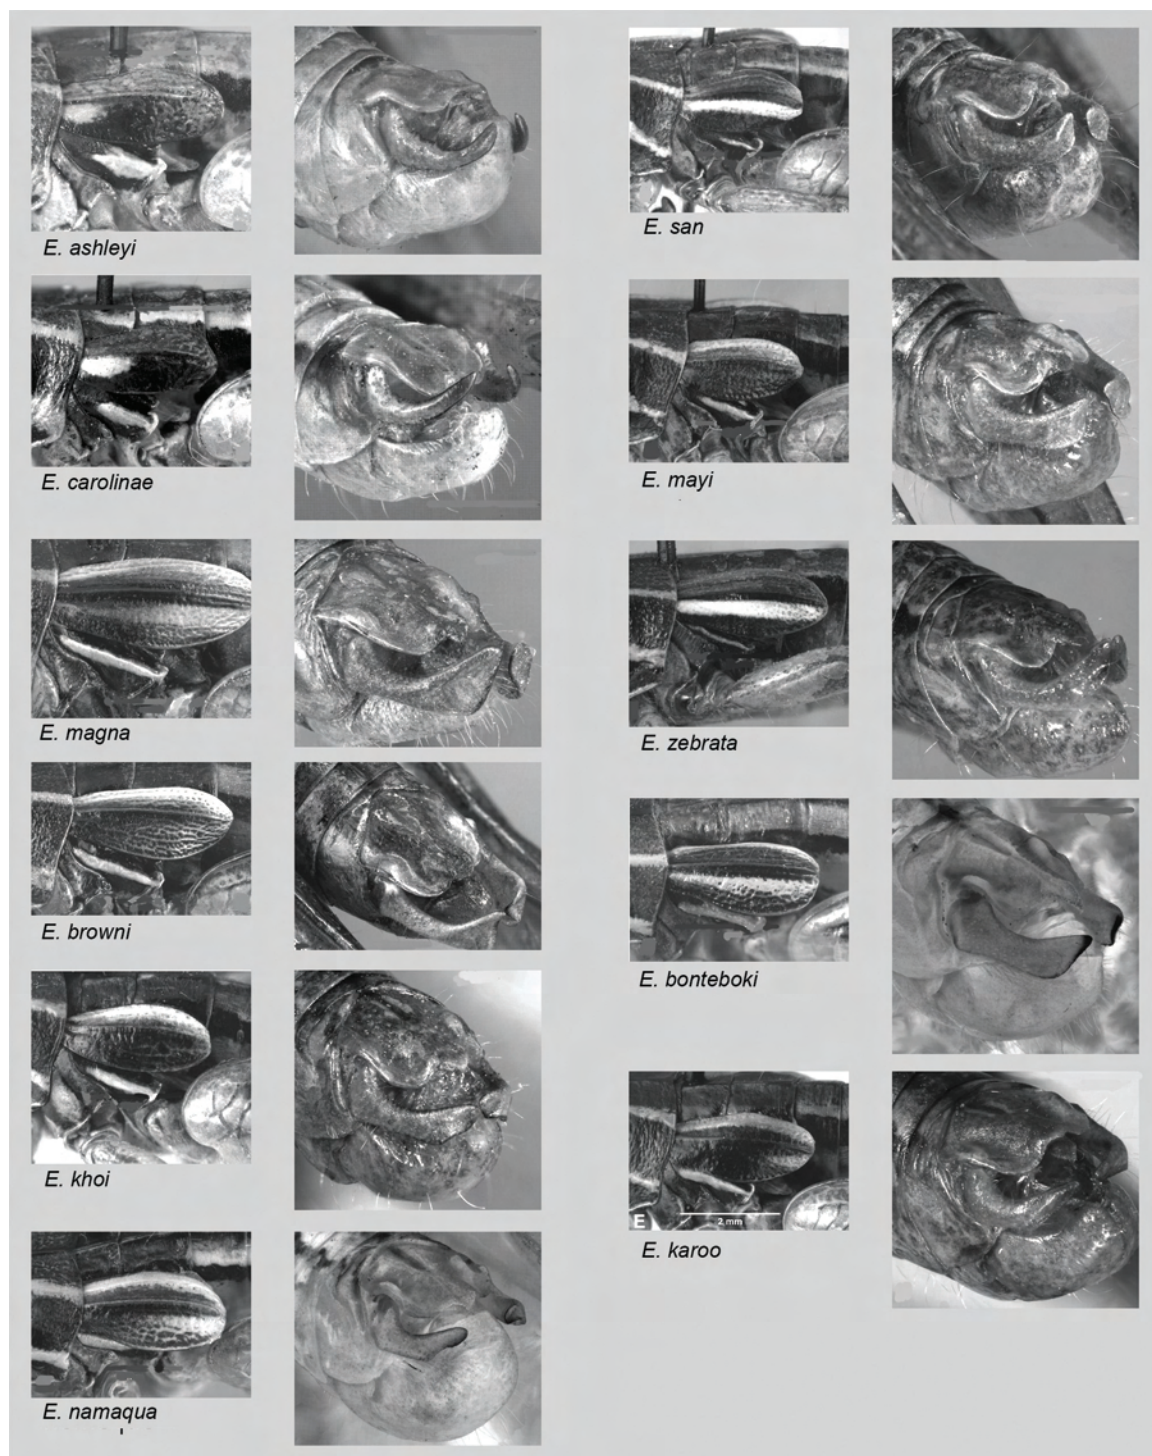 E. ashleyi
E. carolinae
E. magna
E. browni
E. khoi
E. namaqua
E. san
E. mayi
E. zebrata
E. bonteboki
E
2 mm
E. karoo